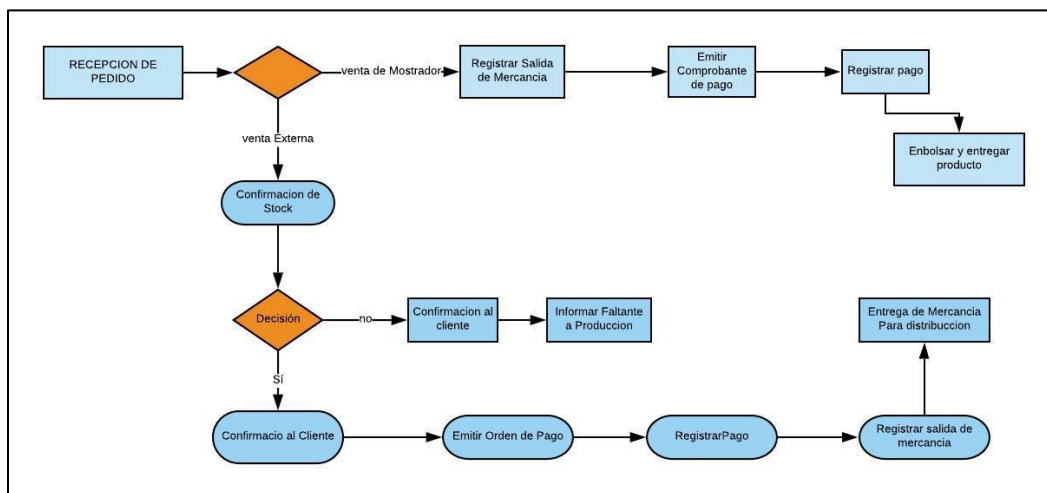 RECEPCION DE
PEDIDO
venta de Mostrador
Registrar Salida
de Mercancia
Emitir
Comprobante
de pago
Registrar pago
Enbolsar y entregar
producto
venta Externa
Confirmacion de
Stock
Decisión
no
Confirmacion al
cliente
Informar Faltante
a Produccion
Entrega de Mercancia
Para distribuccion
Sí
Confirmacio al Cliente
Emitir Orden de Pago
RegistrarPago
Registrar salida de
mercancia